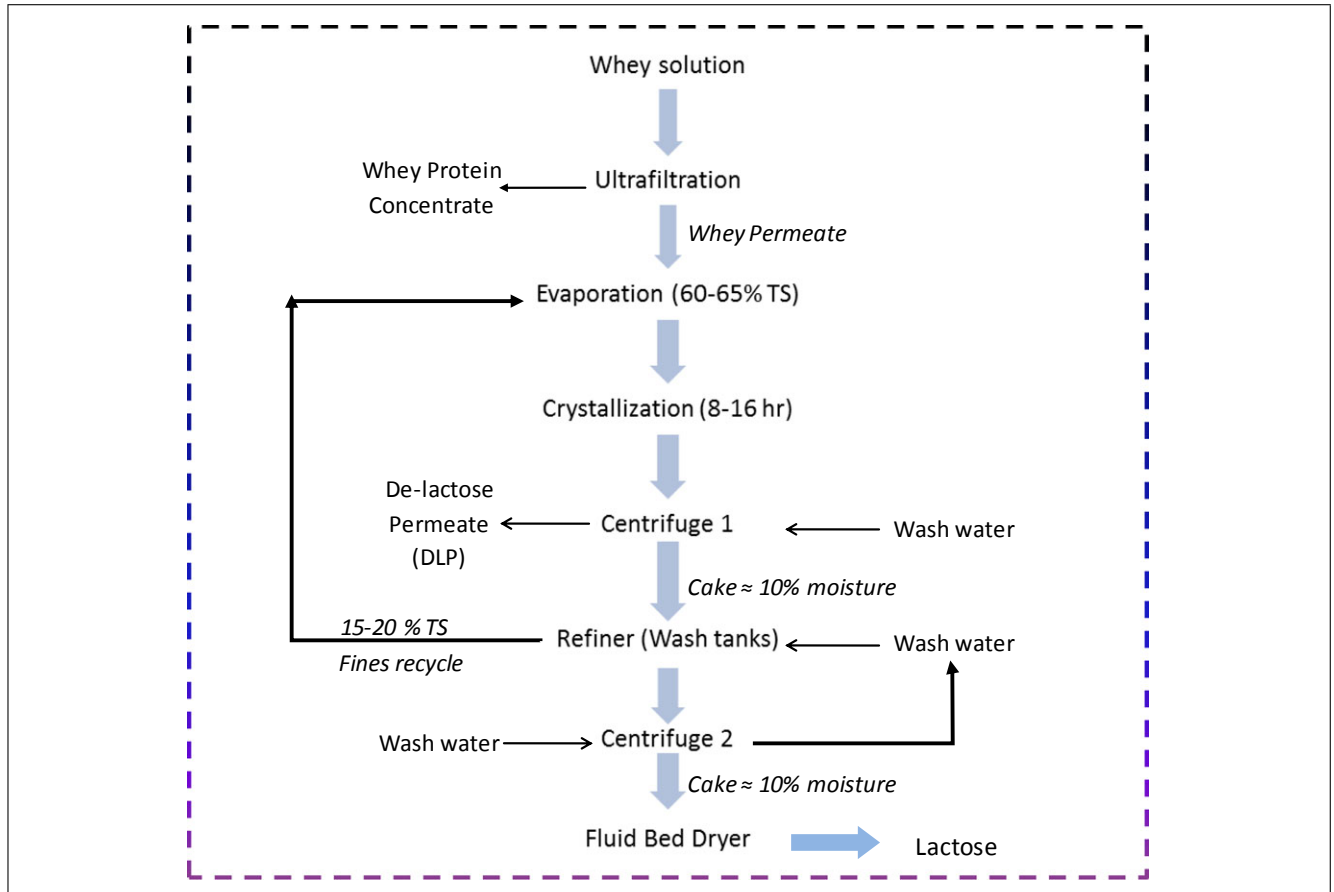 Whey solution
Whey Protein
Concentrate
Ultrafiltration
Whey Permeate
Evaporation (60-65% TS)
Crystallization (8-16 hr)
De-lactose
Permeate
(DLP)
Centrifuge 1
Wash water
Cake ≈ 10% moisture
15-20 % TS
Fines recycle
Refiner (Wash tanks)
Wash water
Wash water
Centrifuge 2
Cake ≈ 10% moisture
Fluid Bed Dryer
Lactose